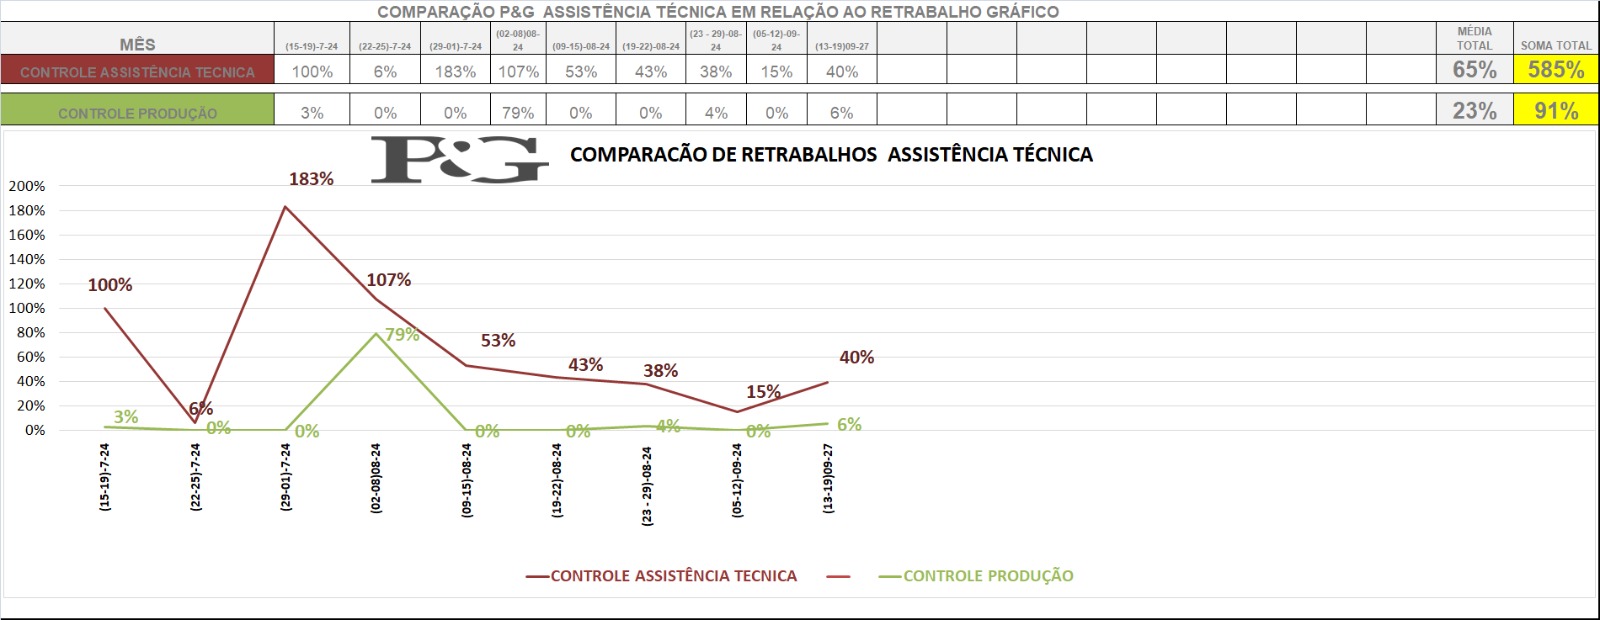 COMPARAÇÃO P&G ASSISTÊNCIA TÉCNICA EM RELAÇÃO AO RETRABALHO GRÁFICO
MÊS (15-19)-7-24 (22-25)-7-24 (29-01)-7-24 (02-08)08-24 (09-15)-08-24 (19-22)-08-24 (23 - 29)-08-24 (05-12)-09-24 (13-19)09-27 MÉDIA TOTAL SOMA TOTAL
CONTROLE ASSISTÊNCIA TECNICA 100% 6% 183% 107% 53% 43% 38% 15% 40% 65% 585%
CONTROLE PRODUÇÃO 3% 0% 0% 79% 0% 0% 4% 0% 6% 23% 91%
P&G COMPARACÃO DE RETRABALHOS ASSISTÊNCIA TÉCNICA
200%
180%
160%
140%
120%
100%
80%
60%
40%
20%
0%
100% 6% 183% 107% 53% 43% 38% 15% 40%
3% 0% 0% 79% 0% 0% 4% 0% 6%
(15-19)-7-24
(22-25)-7-24
(29-01)-7-24
(02-08)08-24
(09-15)-08-24
(19-22)-08-24
(23 - 29)-08-24
(05-12)-09-24
(13-19)09-27
CONTROLE ASSISTÊNCIA TECNICA CONTROLE PRODUÇÃO